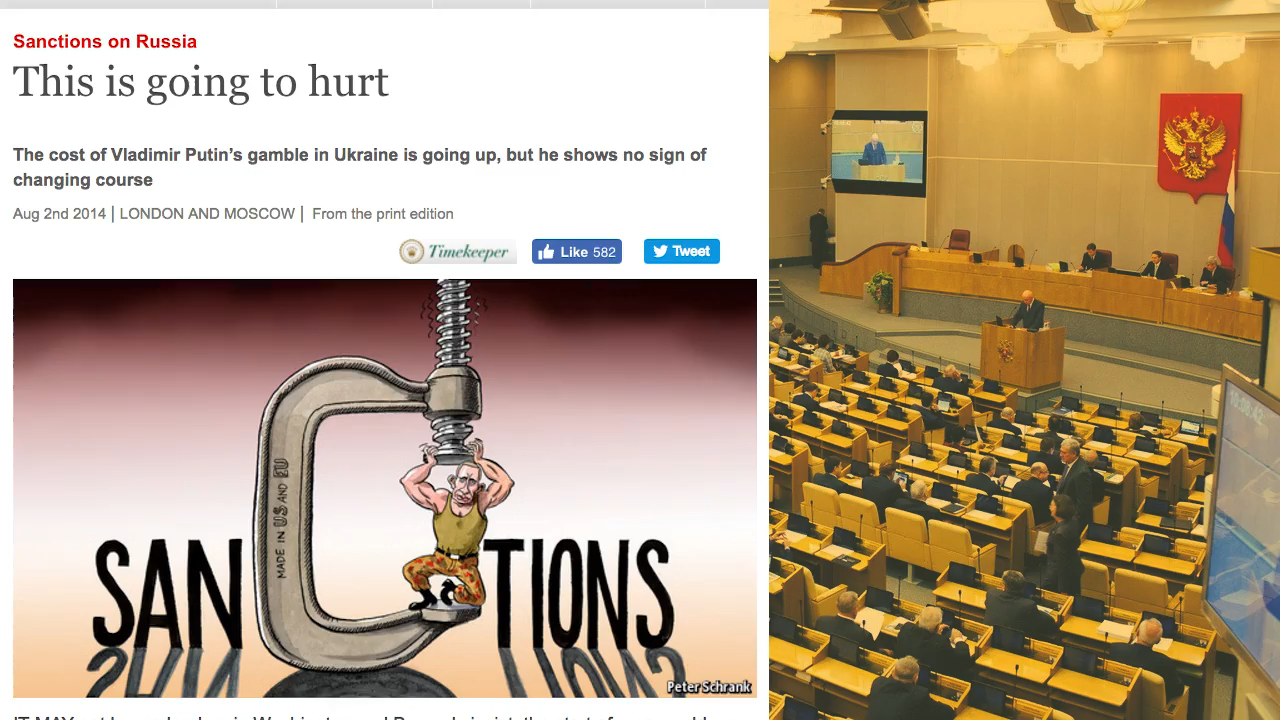 Sanctions on Russia
This is going to hurt
The cost of Vladimir Putin's gamble in Ukraine is going up, but he shows no sign of
changing course
Aug 2nd 2014 | LONDON AND MOSCOW | From the print edition
Timekeeper
Like 582
Tweet
MADE IN US AND EU
SAN TIONS
Peter Schrank